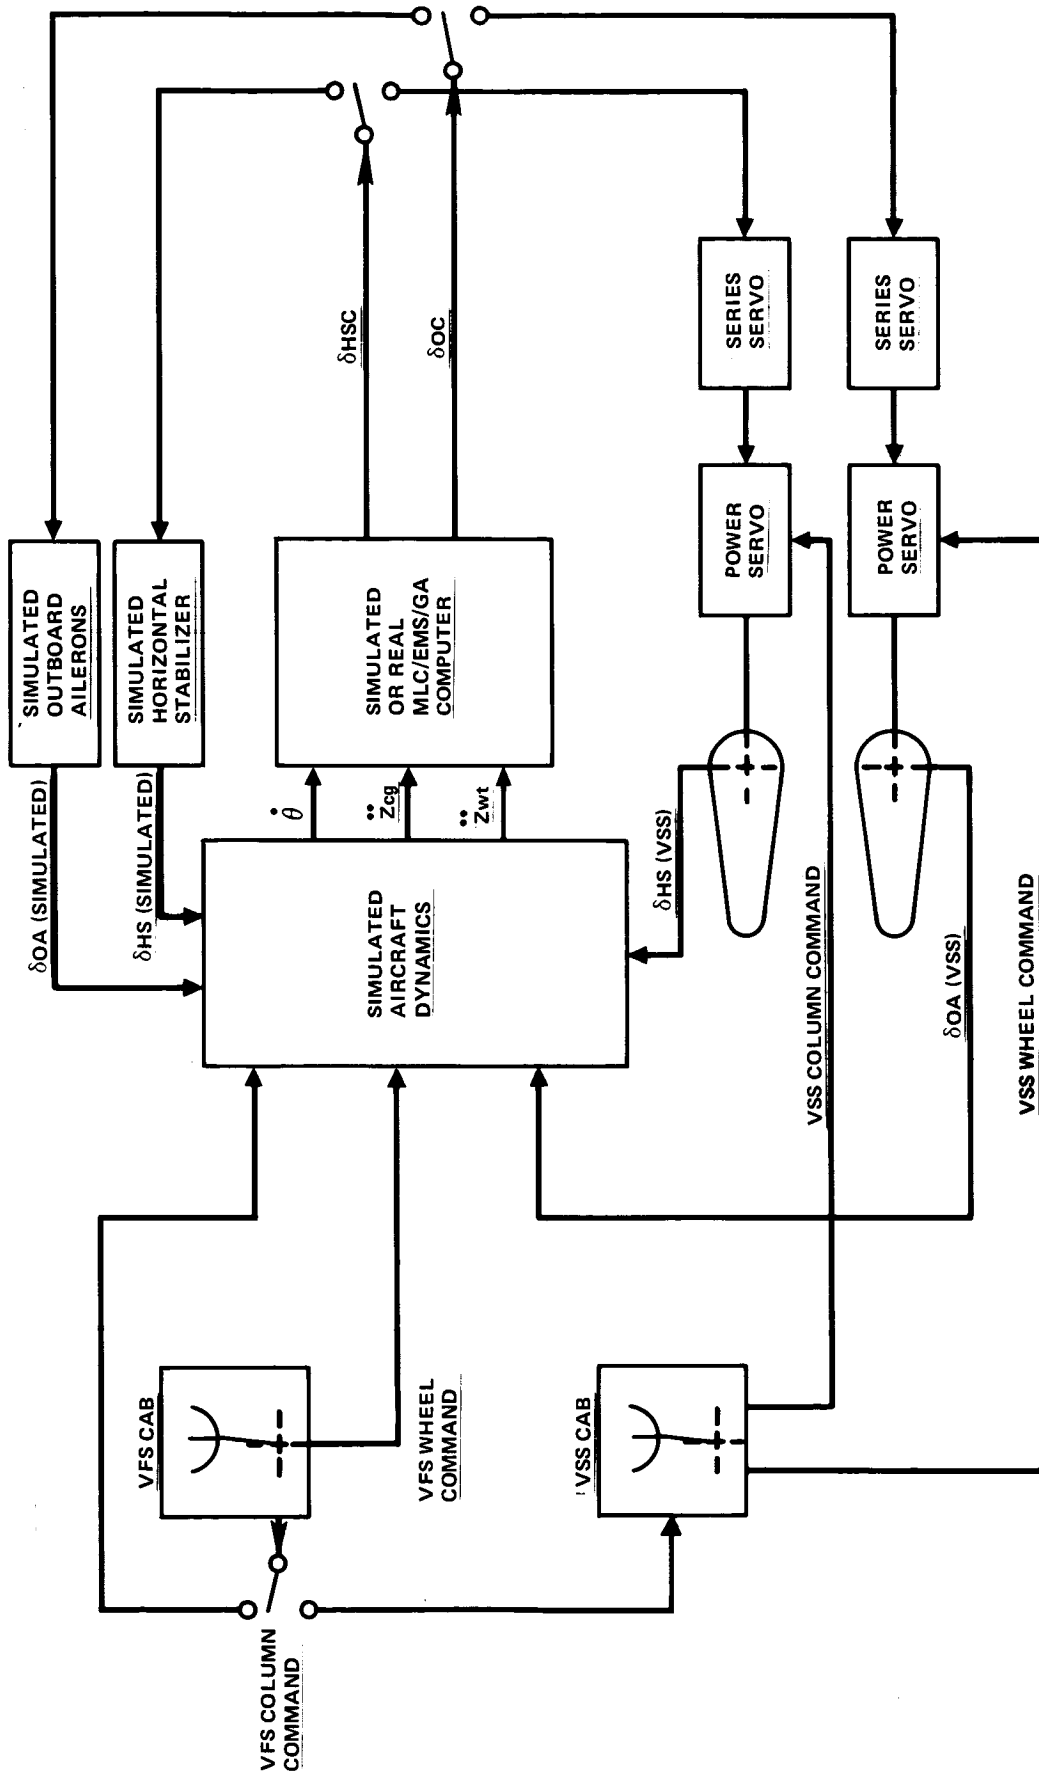 VFS COLUMN
COMMAND
VFS CAB
VFS WHEEL
COMMAND
VSS CAB
δOA (SIMULATED)
δHS (SIMULATED)
SIMULATED
OUTBOARD
AILERONS
SIMULATED
HORIZONTAL
STABILIZER
SIMULATED
AIRCRAFT
DYNAMICS
θ̇
Z̈cg
Z̈wt
SIMULATED
OR REAL
MLC/EMS/GA
COMPUTER
δHSC
δOC
δHS (VSS)
POWER
SERVO
SERIES
SERVO
VSS COLUMN COMMAND
POWER
SERVO
SERIES
SERVO
δOA (VSS)
VSS WHEEL COMMAND